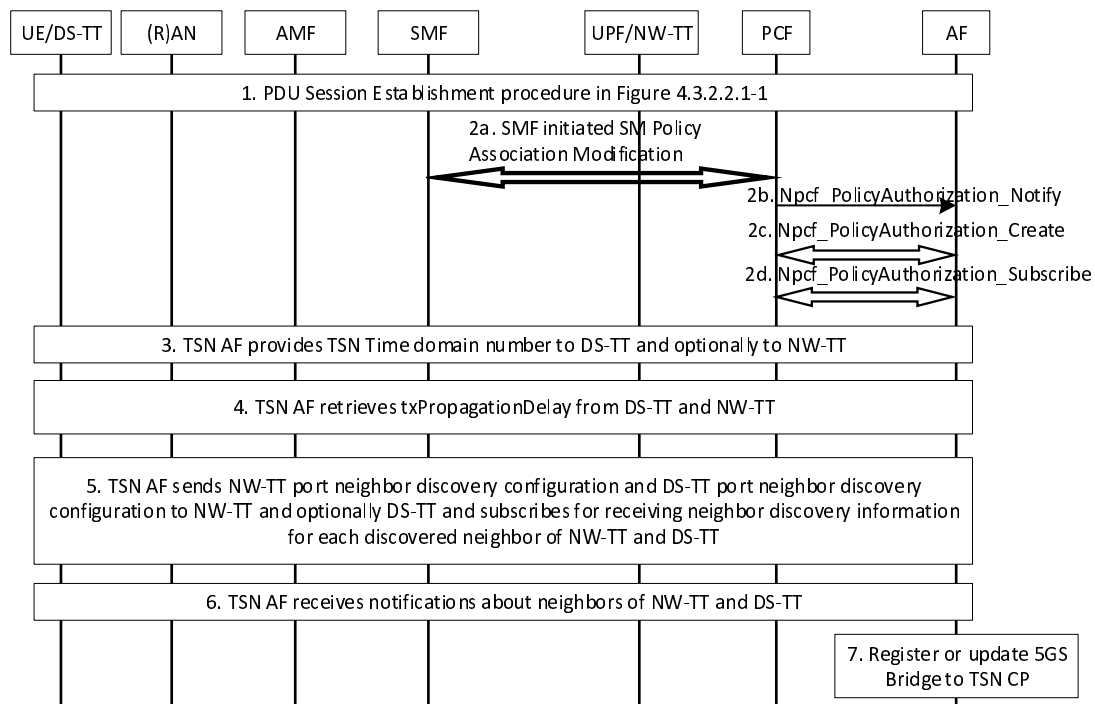 UE/DS-TT
(R)AN
AMF
SMF
UPF/NW-TT
PCF
AF
1. PDU Session Establishment procedure in Figure 4.3.2.2.1-1
2a. SMF initiated SM Policy
Association Modification
2b. Npcf_PolicyAuthorization_Notify
2c. Npcf_PolicyAuthorization_Create
2d. Npcf_PolicyAuthorization_Subscribe
3. TSN AF provides TSN Time domain number to DS-TT and optionally to NW-TT
4. TSN AF retrieves txPropagationDelay from DS-TT and NW-TT
5. TSN AF sends NW-TT port neighbor discovery configuration and DS-TT port neighbor discovery
configuration to NW-TT and optionally DS-TT and subscribes for receiving neighbor discovery information
for each discovered neighbor of NW-TT and DS-TT
6. TSN AF receives notifications about neighbors of NW-TT and DS-TT
7. Register or update 5GS
Bridge to TSN CP